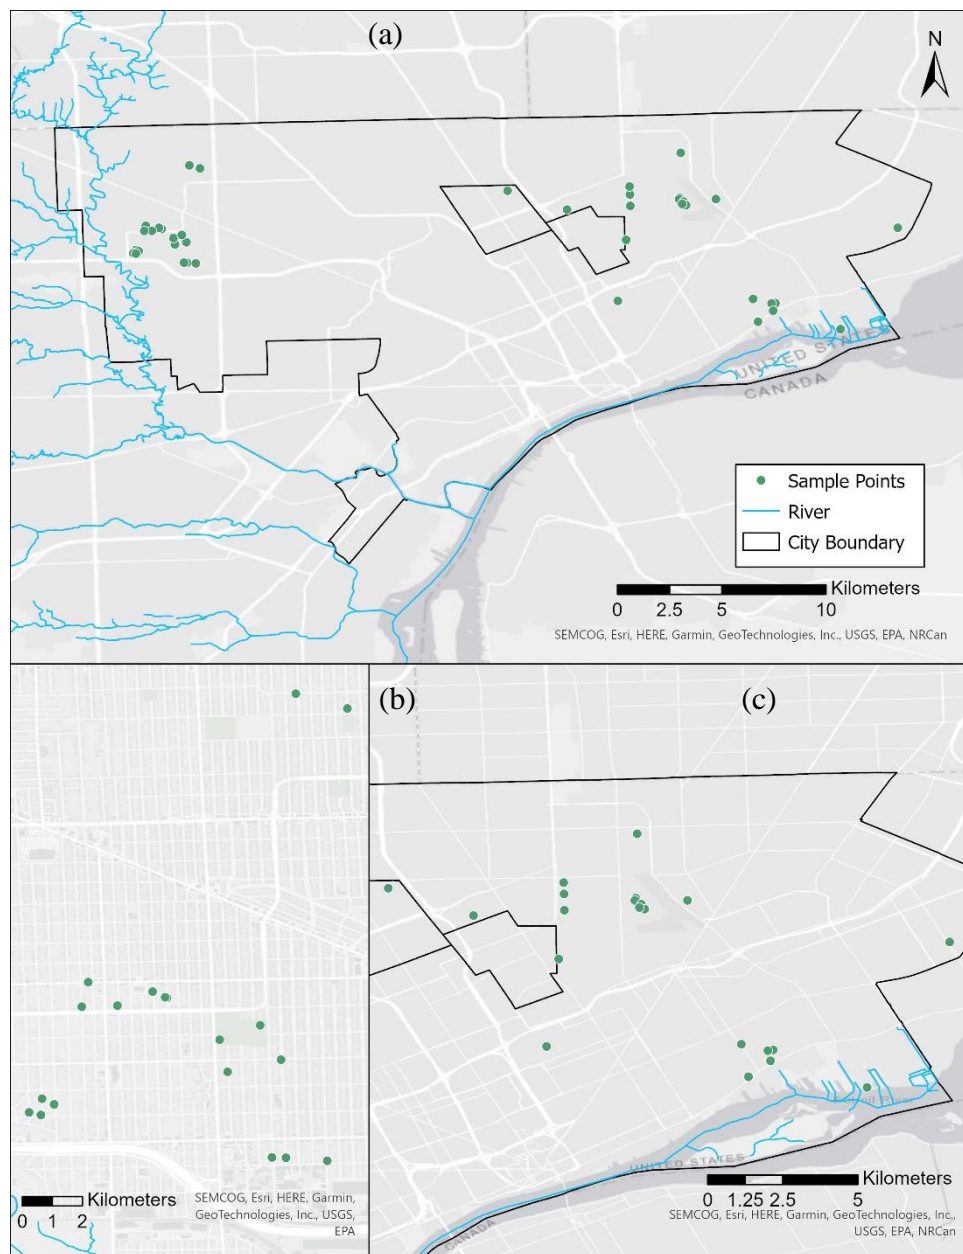 (a)
N
UNITED STATES
CANADA
Sample Points
River
City Boundary
Kilometers
0 2.5 5 10
SEMCOG, Esri, HERE, Garmin, GeoTechnologies, Inc., USGS, EPA, NRCan
(b)
(c)
Kilometers
0 1 2
SEMCOG, Esri, HERE, Garmin,
GeoTechnologies, Inc., USGS,
EPA
River
UNITED STATES
CANADA
Kilometers
0 1.25 2.5 5
SEMCOG, Esri, HERE, Garmin, GeoTechnologies, Inc.,
USGS, EPA, NRCan